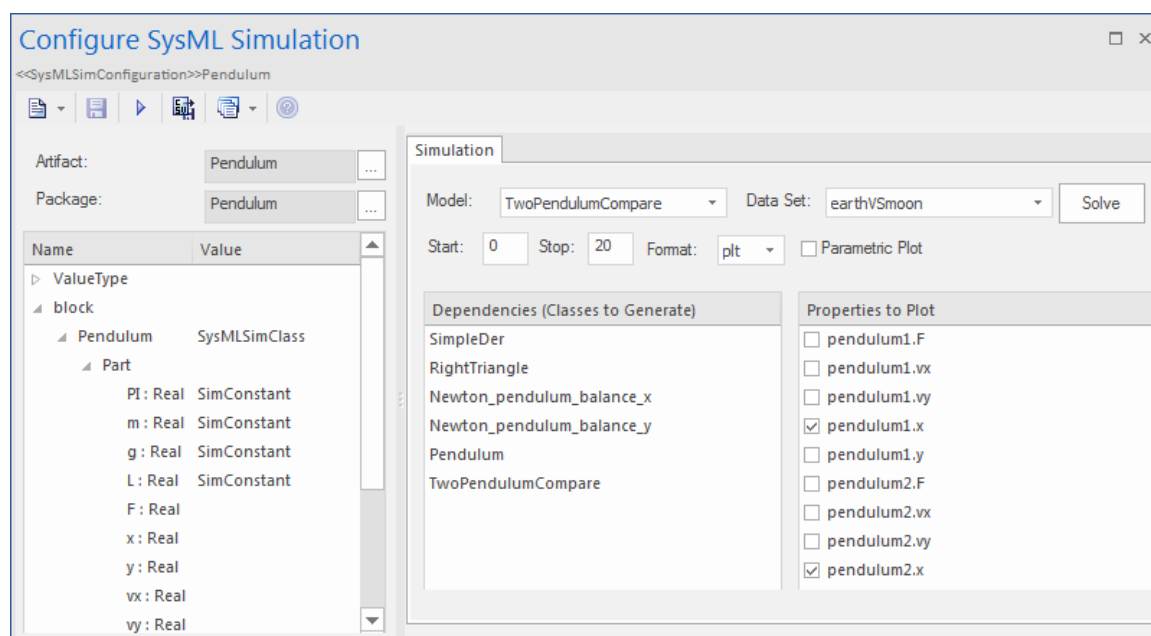 Configure SysML Simulation
<<SysMLSimConfiguration>>Pendulum
Artifact: Pendulum ...
Package: Pendulum ...
Name Value
ValueType
block
Pendulum SysMLSimClass
Part
PI : Real SimConstant
m : Real SimConstant
g : Real SimConstant
L : Real SimConstant
F : Real
x : Real
y : Real
vx : Real
vy : Real
Simulation
Model: TwoPendulumCompare Data Set: earthVSmoon Solve
Start: 0 Stop: 20 Format: plt Parametric Plot
Dependencies (Classes to Generate)
SimpleDer
RightTriangle
Newton_pendulum_balance_x
Newton_pendulum_balance_y
Pendulum
TwoPendulumCompare
Properties to Plot
pendulum1.F
pendulum1.vx
pendulum1.vy
pendulum1.x
pendulum1.y
pendulum2.F
pendulum2.vx
pendulum2.vy
pendulum2.x